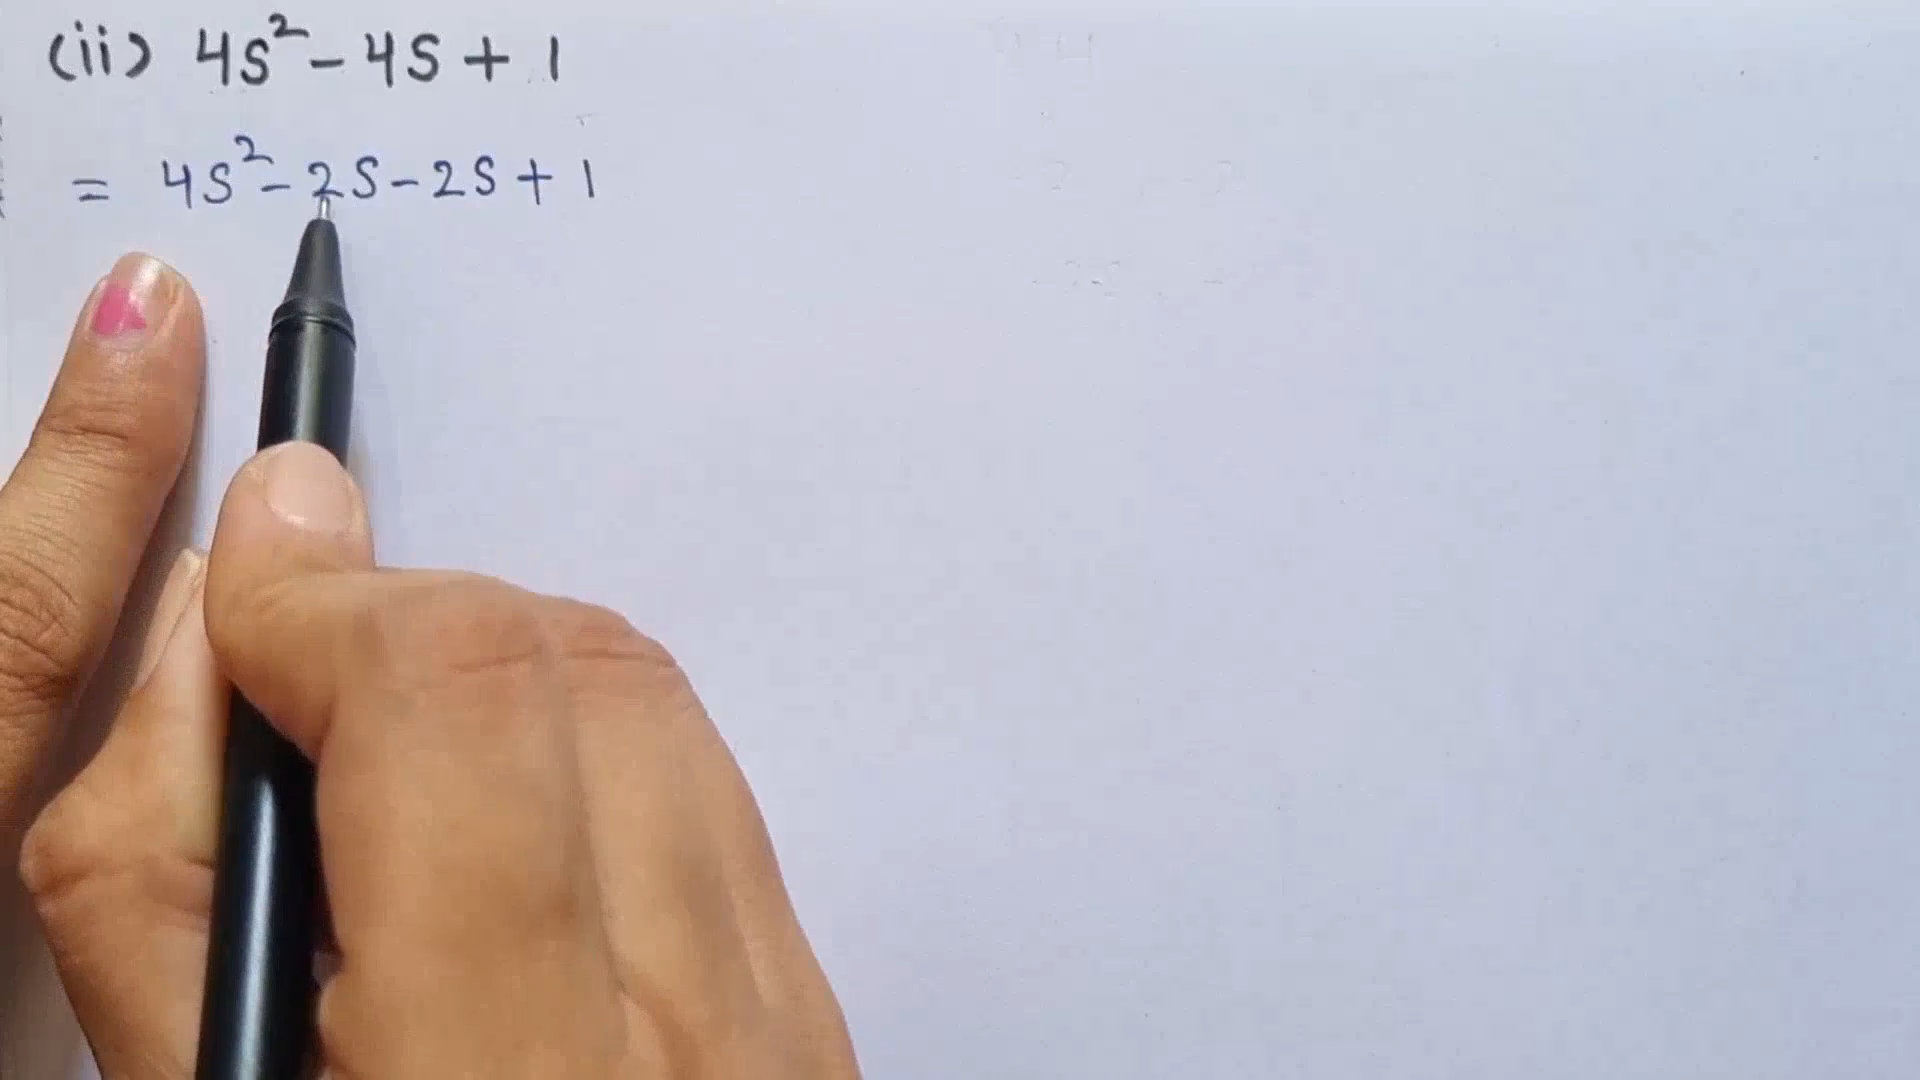 (ii) 4s² - 4s + 1
= 4s² - 2s - 2s + 1